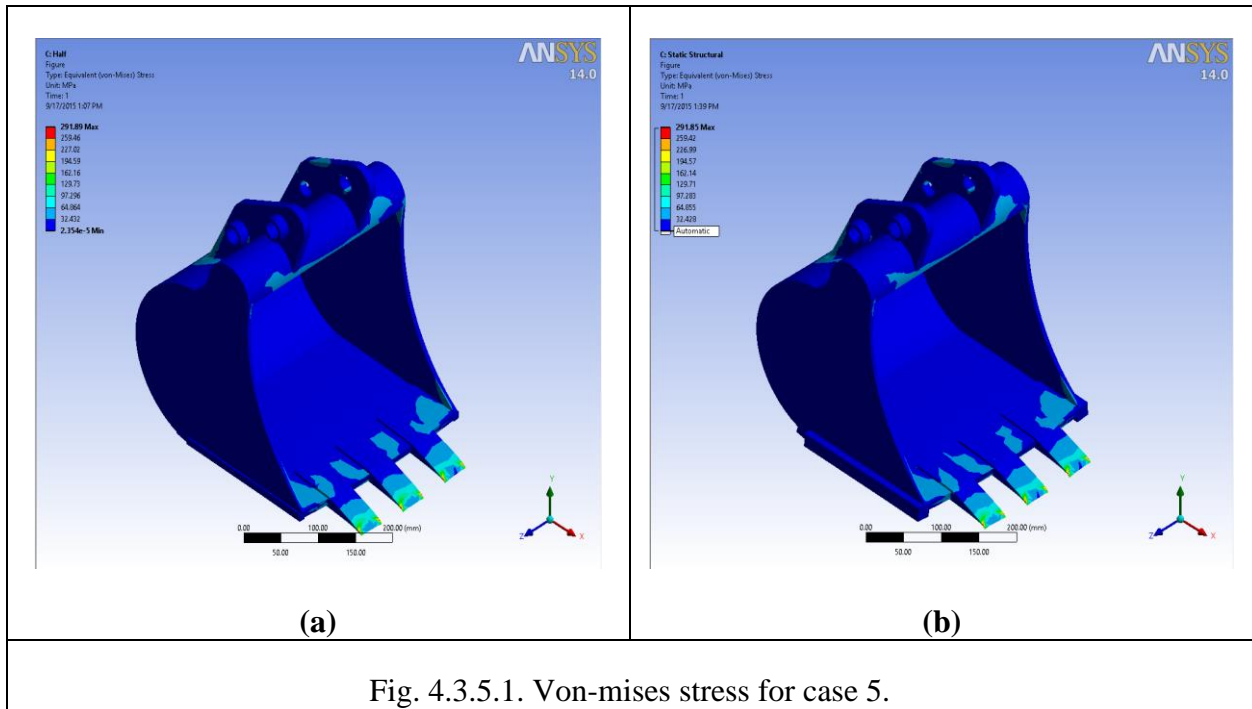 C: Half
Figure
Type: Equivalent (von-Mises) Stress
Unit: MPa
Time: 1
9/17/2015 1:07 PM
ANSYS
14.0
291.89 Max
259.46
227.02
194.59
162.16
129.73
97.296
64.864
32.432
2.354e-5 Min
0.00
100.00
200.00 (mm)
50.00
150.00
Y
Z
X
(a)
C: Static Structural
Figure
Type: Equivalent (von-Mises) Stress
Unit: MPa
Time: 1
9/17/2015 1:39 PM
ANSYS
14.0
291.85 Max
259.42
226.99
194.57
162.14
129.71
97.283
64.855
32.428
Automatic
0.00
100.00
200.00 (mm)
50.00
150.00
Y
Z
X
(b)
Fig. 4.3.5.1. Von-mises stress for case 5.